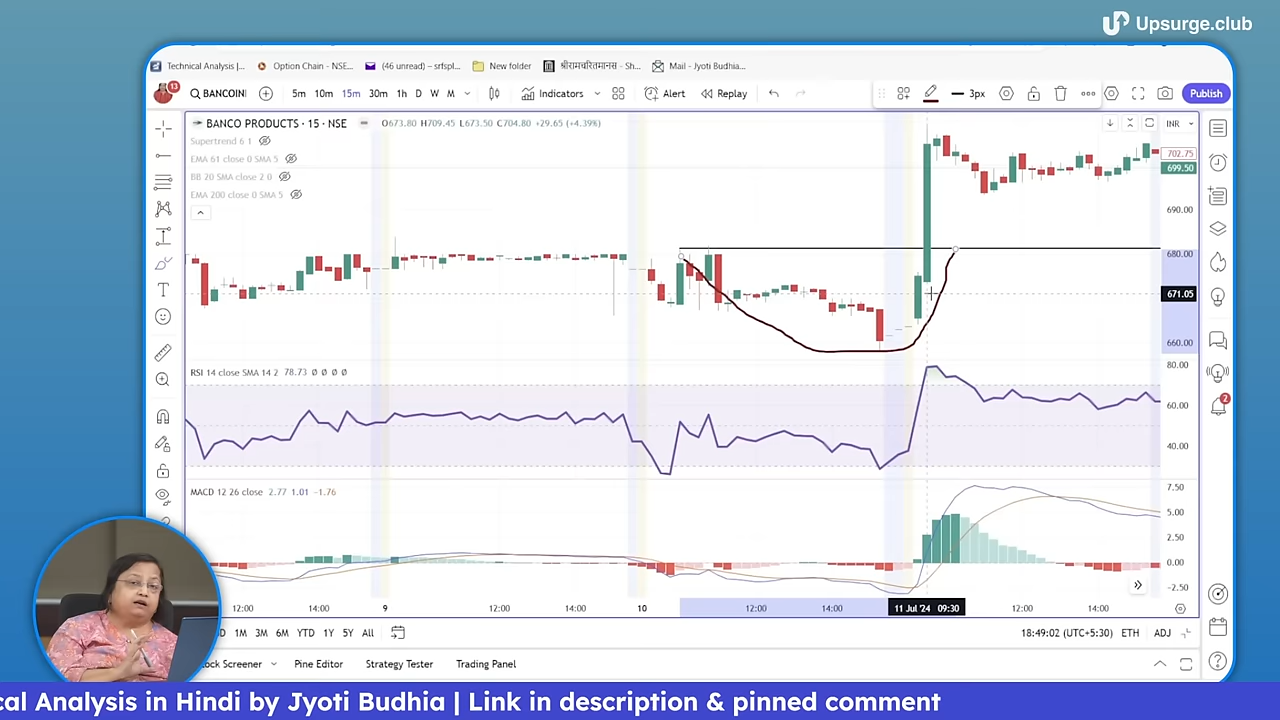 Upsurge.club
Technical Analysis |...
Option Chain - NSE...
(46 unread) - srfspl...
New folder
श्रीरामचरितमानस - Sh...
Mail - Jyoti Budhia...
13
BANCOIN
5m 10m 15m 30m 1h D W M
Indicators
Alert
Replay
3px
Publish
BANCO PRODUCTS · 15 · NSE
O673.80 H709.45 L673.50 C704.80 +29.65 (+4.39%)
INR
Supertrend 6 1
EMA 61 close 0 SMA 5
BB 20 SMA close 2 0
EMA 200 close 0 SMA 5
702.75
699.50
690.00
680.00
671.05
660.00
RSI 14 close SMA 14 2 78.73 Ø Ø Ø Ø
80.00
60.00
40.00
2
MACD 12 26 close 2.77 1.01 −1.76
7.50
5.00
2.50
0.00
−2.50
12:00 14:00 9 12:00 14:00 10 12:00 14:00 11 Jul '24 09:30 12:00 14:00
D 1M 3M 6M YTD 1Y 5Y All
18:49:02 (UTC+5:30) ETH ADJ
tock Screener
Pine Editor
Strategy Tester
Trading Panel
cal Analysis in Hindi by Jyoti Budhia | Link in description & pinned comment